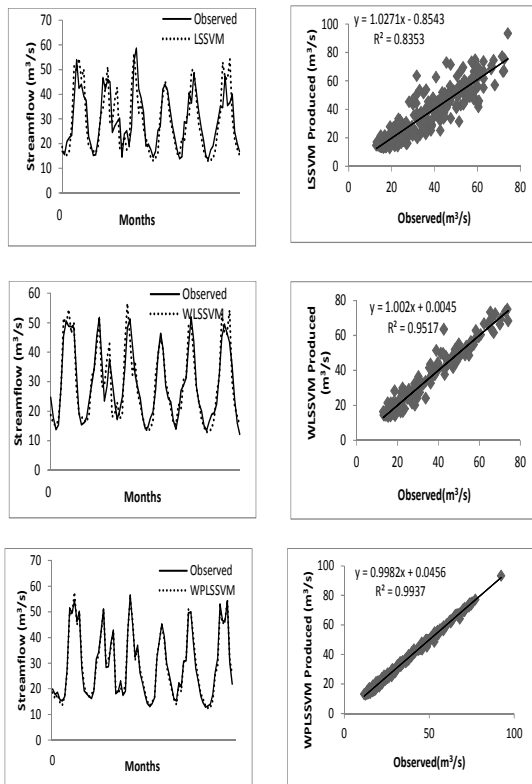 Streamflow (m³/s)
70
60
50
40
30
20
10
0
0
Months
Observed
LSSVM
y = 1.0271x - 0.8543
R² = 0.8353
LSSVM Produced (m³/s)
100
80
60
40
20
0
0 20 40 60 80
Observed(m³/s)
Streamflow (m³/s)
60
50
40
30
20
10
0
0
Months
Observed
WLSSVM
y = 1.002x + 0.0045
R² = 0.9517
WLSSVM Produced
(m³/s)
80
60
40
20
0
0 20 40 60 80
Observed(m³/s)
Streamflow (m³/s)
70
60
50
40
30
20
10
0
0
Months
Observed
WPLSSVM
y = 0.9982x + 0.0456
R² = 0.9937
WPLSSVM Produced (m³/s)
100
80
60
40
20
0
0 50 100
Observed(m³/s)